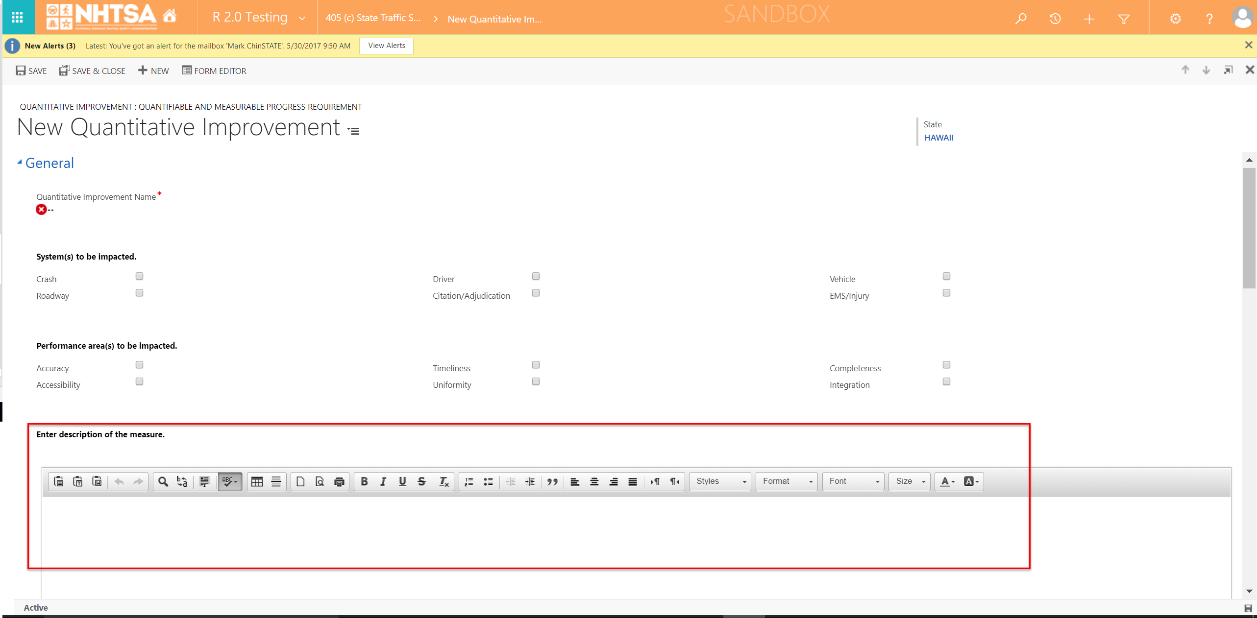 NHTSA R 2.0 Testing 405 (c) State Traffic S... New Quantitative Im... SANDBOX
New Alerts (3) Latest: You've got an alert for the mailbox 'Mark ChinSTATE'. 5/30/2017 9:50 AM View Alerts
SAVE SAVE & CLOSE NEW FORM EDITOR
QUANTITATIVE IMPROVEMENT : QUANTIFIABLE AND MEASURABLE PROGRESS REQUIREMENT
New Quantitative Improvement
State
HAWAII
General
Quantitative Improvement Name*
--
System(s) to be impacted.
Crash Driver Vehicle
Roadway Citation/Adjudication EMS/Injury
Performance area(s) to be impacted.
Accuracy Timeliness Completeness
Accessibility Uniformity Integration
Enter description of the measure.
B I U S Styles Format Font Size A A
Active